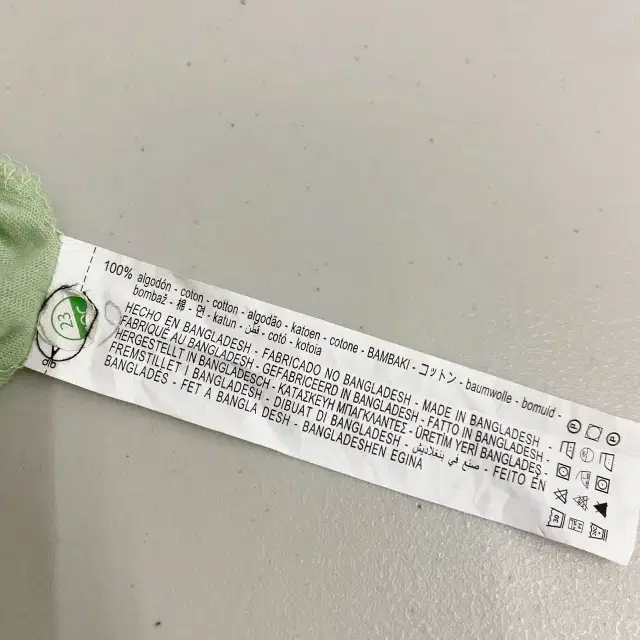 100% algodón - coton - cotton - algodão - katoen - cotone - BAMBAKI - コットン - baumwolle - bomuld -
bombaž - 棉 - 면 - katun - قطن - cotó - kotoia
HECHO EN BANGLADESH - FABRICADO NO BANGLADESH - MADE IN BANGLADESH -
FABRIQUE AU BANGLADESH - GEFABRICEERD IN BANGLADESH - FATTO IN BANGLADESH -
HERGESTELLT IN BANGLADESCH - ΚΑΤΑΣΚΕΥΗ ΜΠΑΓΚΛΑΝΤΕΣ - ÜRETİM YERİ BANGLADEŞ -
FREMSTILLET I BANGLADESH - DIBUAT DI BANGLADESH - صنع في بنغلاديش - FEITO EN
BANGLADES - FET A BANGLA DESH - BANGLADESHEN EGINA
23